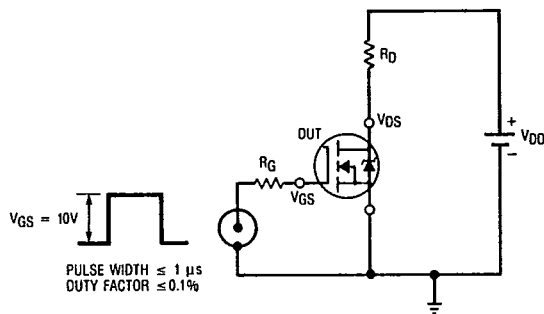 RD
VDS
DUT
+
VDD
−
RG
VGS
VGS = 10V
PULSE WIDTH ≤ 1 µs
DUTY FACTOR ≤ 0.1%